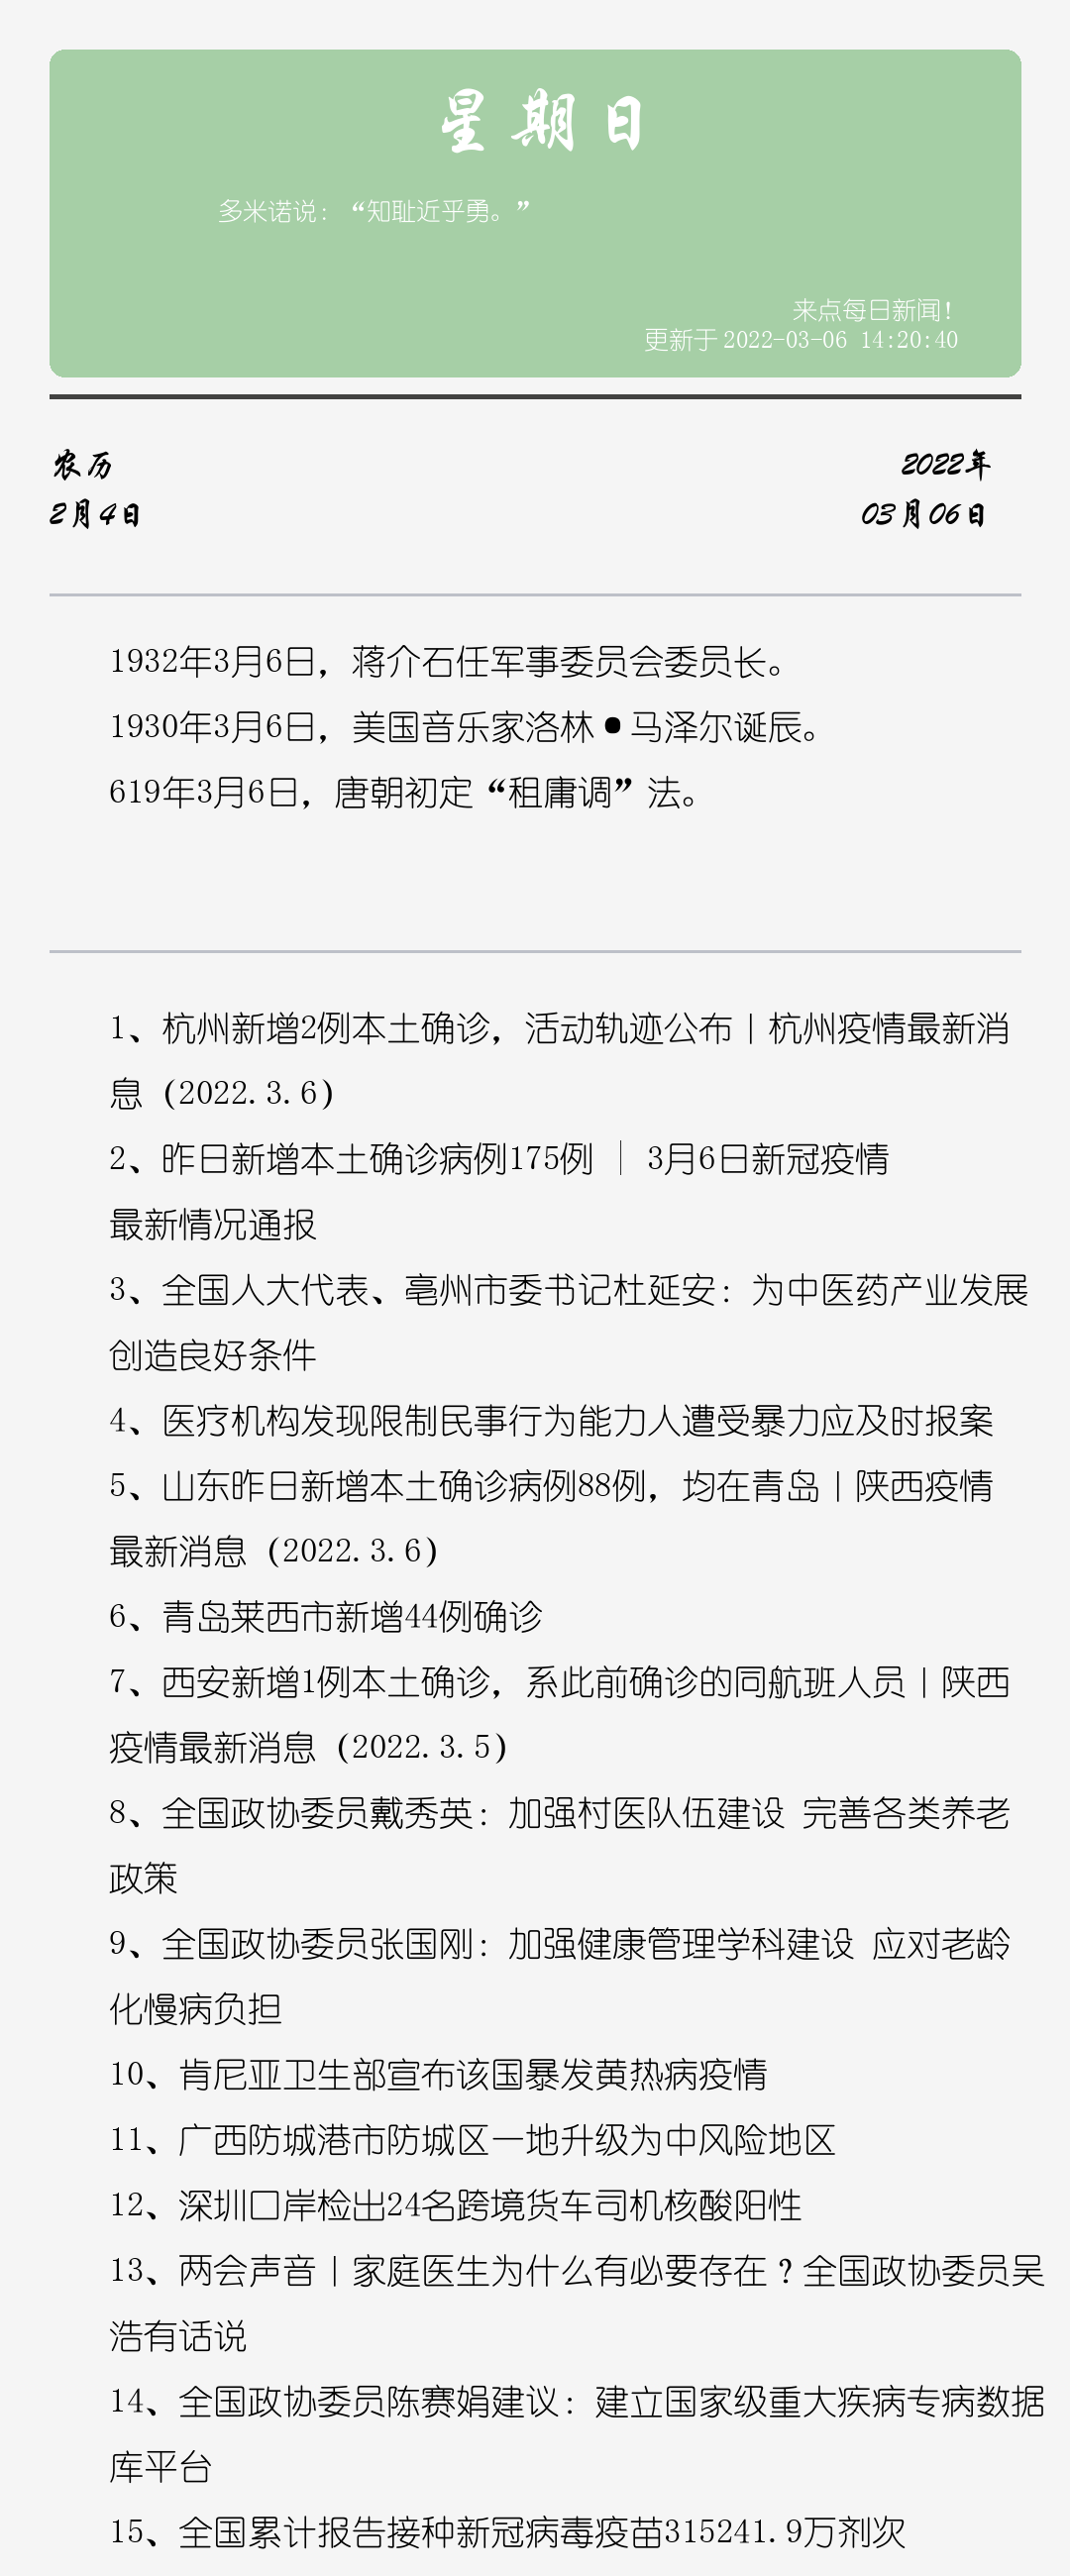 星期日
多米诺说：“知耻近乎勇。”
来点每日新闻！
更新于 2022-03-06 14:20:40
农历
2022年
2月4日
03月06日
1932年3月6日，蒋介石任军事委员会委员长。
1930年3月6日，美国音乐家洛林•马泽尔诞辰。
619年3月6日，唐朝初定“租庸调”法。
1、杭州新增2例本土确诊，活动轨迹公布丨杭州疫情最新消
息（2022.3.6）
2、昨日新增本土确诊病例175例 │ 3月6日新冠疫情
最新情况通报
3、全国人大代表、亳州市委书记杜延安：为中医药产业发展
创造良好条件
4、医疗机构发现限制民事行为能力人遭受暴力应及时报案
5、山东昨日新增本土确诊病例88例，均在青岛丨陕西疫情
最新消息（2022.3.6）
6、青岛莱西市新增44例确诊
7、西安新增1例本土确诊，系此前确诊的同航班人员丨陕西
疫情最新消息（2022.3.5）
8、全国政协委员戴秀英：加强村医队伍建设 完善各类养老
政策
9、全国政协委员张国刚：加强健康管理学科建设 应对老龄
化慢病负担
10、肯尼亚卫生部宣布该国暴发黄热病疫情
11、广西防城港市防城区一地升级为中风险地区
12、深圳口岸检出24名跨境货车司机核酸阳性
13、两会声音丨家庭医生为什么有必要存在？全国政协委员吴
浩有话说
14、全国政协委员陈赛娟建议：建立国家级重大疾病专病数据
库平台
15、全国累计报告接种新冠病毒疫苗315241.9万剂次